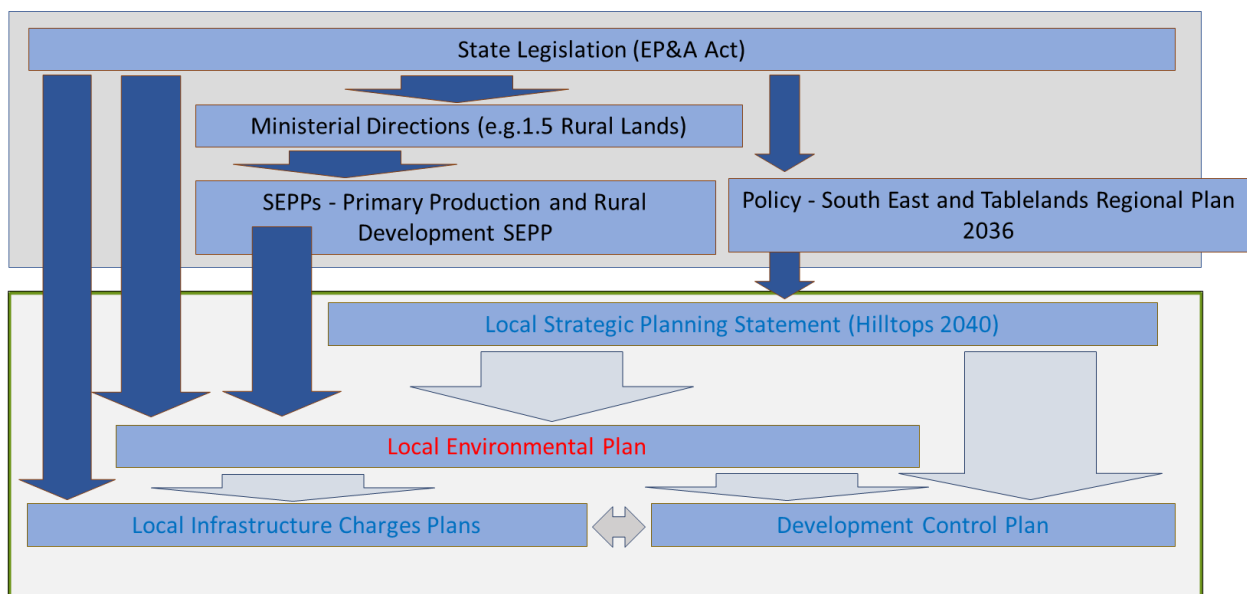 State Legislation (EP&A Act)
Ministerial Directions (e.g.1.5 Rural Lands)
SEPPs - Primary Production and Rural
Development SEPP
Policy - South East and Tablelands Regional Plan
2036
Local Strategic Planning Statement (Hilltops 2040)
Local Environmental Plan
Local Infrastructure Charges Plans
Development Control Plan